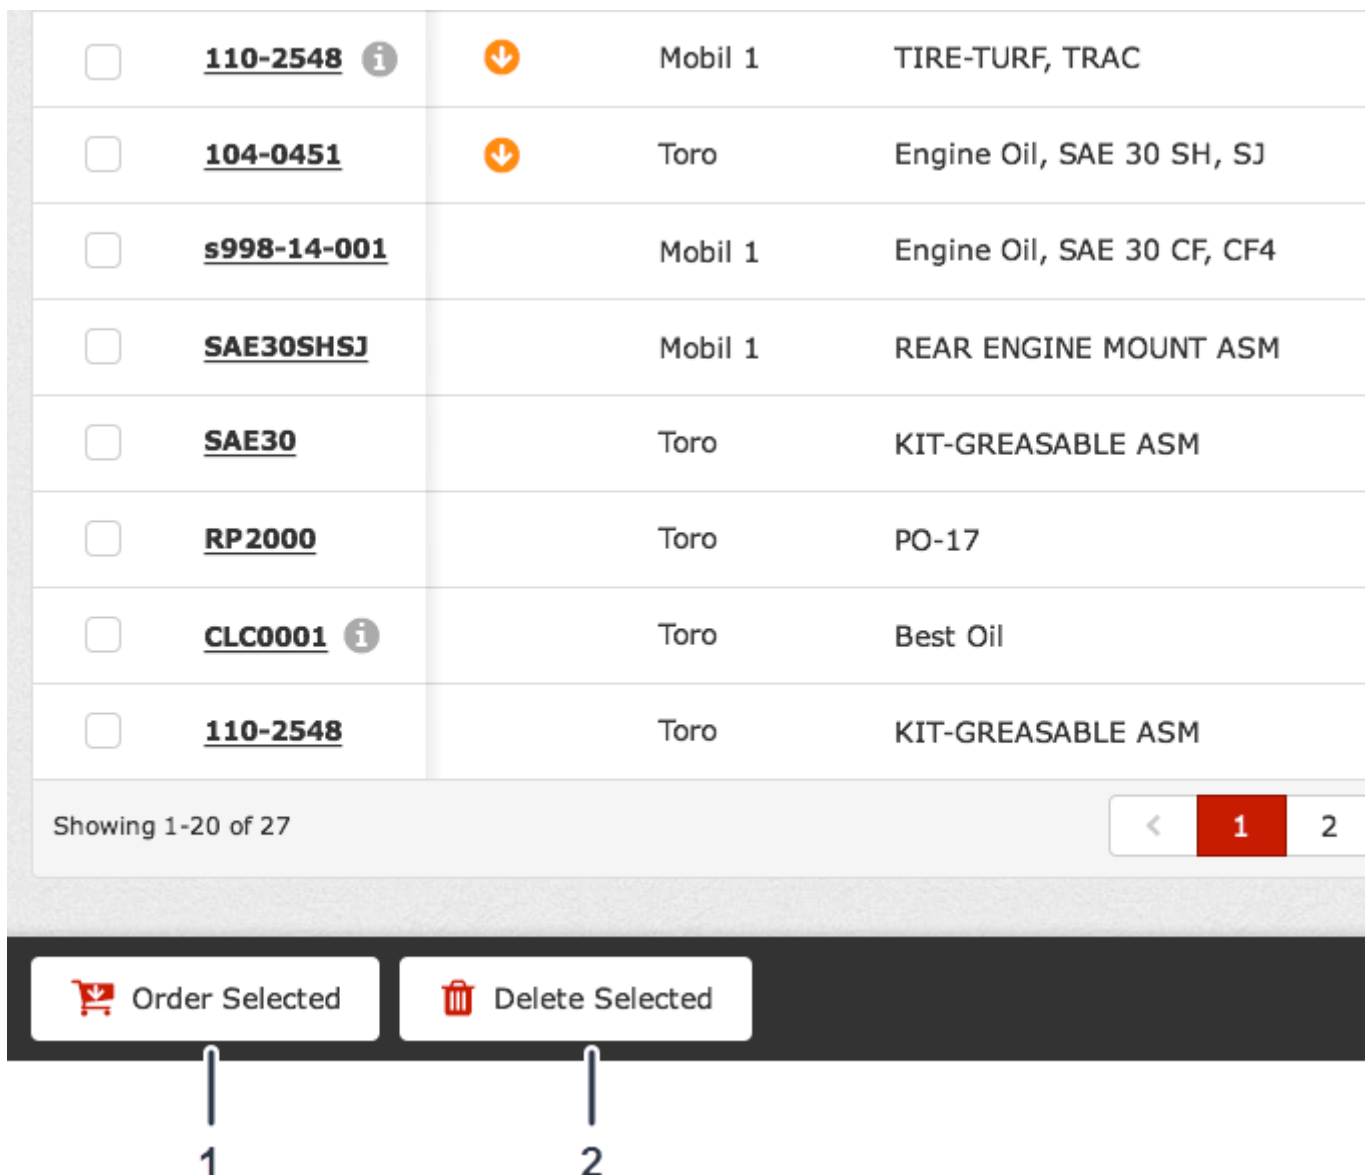 110-2548 Mobil 1 TIRE-TURF, TRAC
104-0451 Toro Engine Oil, SAE 30 SH, SJ
s998-14-001 Mobil 1 Engine Oil, SAE 30 CF, CF4
SAE30SHSJ Mobil 1 REAR ENGINE MOUNT ASM
SAE30 Toro KIT-GREASABLE ASM
RP2000 Toro PO-17
CLC0001 Toro Best Oil
110-2548 Toro KIT-GREASABLE ASM
Showing 1-20 of 27 < 1 2
Order Selected Delete Selected
1 2